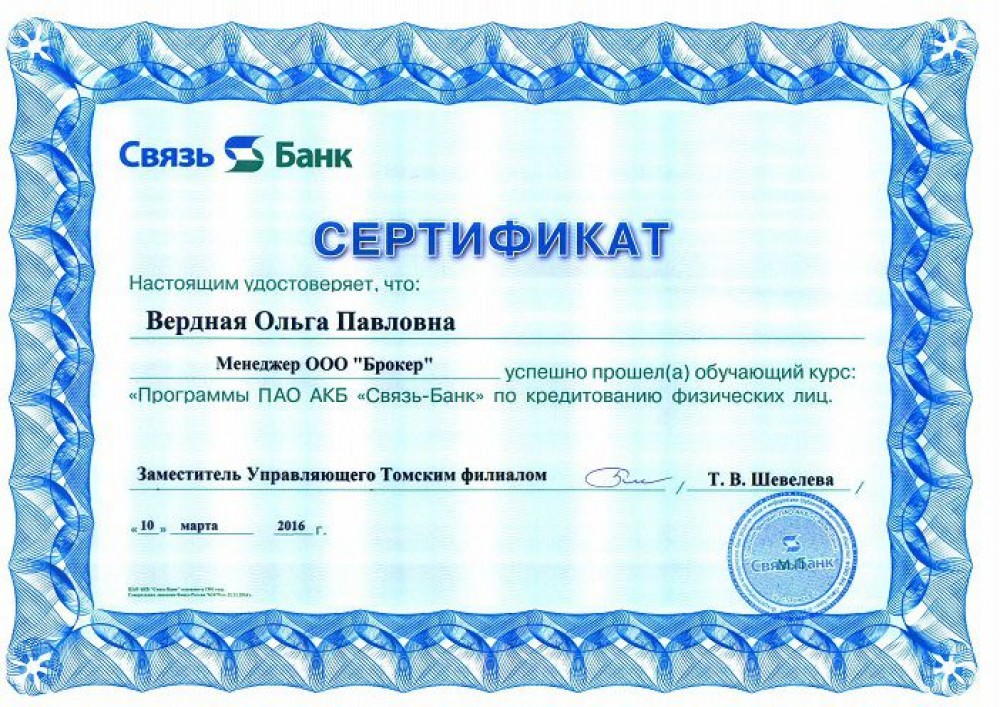 Связь Банк
СЕРТИФИКАТ
Настоящим удостоверяет, что:
Вердная Ольга Павловна
Менеджер ООО "Брокер" успешно прошел(а) обучающий курс:
«Программы ПАО АКБ «Связь-Банк» по кредитованию физических лиц.
Заместитель Управляющего Томским филиалом / Т. В. Шевелева /
« 10 » марта 2016 г.
Связь Банк
М.П.